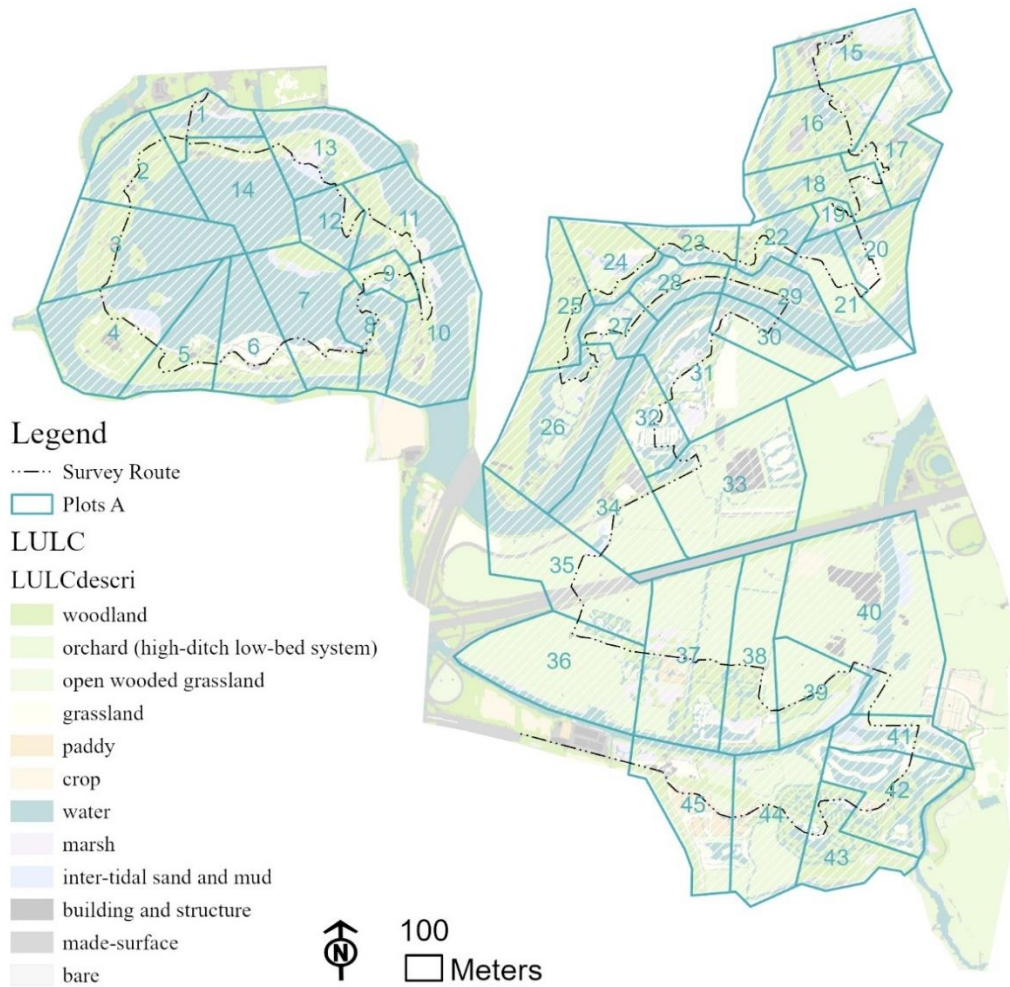 15
1
16
13
17
2
14
18
12
11
19
22
20
3
23
24
9
28
7
29
21
25
27
4
8
10
30
5
6
31
32
26
33
34
35
40
36
37
38
39
41
42
45
44
43
Legend
Survey Route
Plots A
LULC
LULCdescri
woodland
orchard (high-ditch low-bed system)
open wooded grassland
grassland
paddy
crop
water
marsh
inter-tidal sand and mud
building and structure
made-surface
bare
N
100
Meters